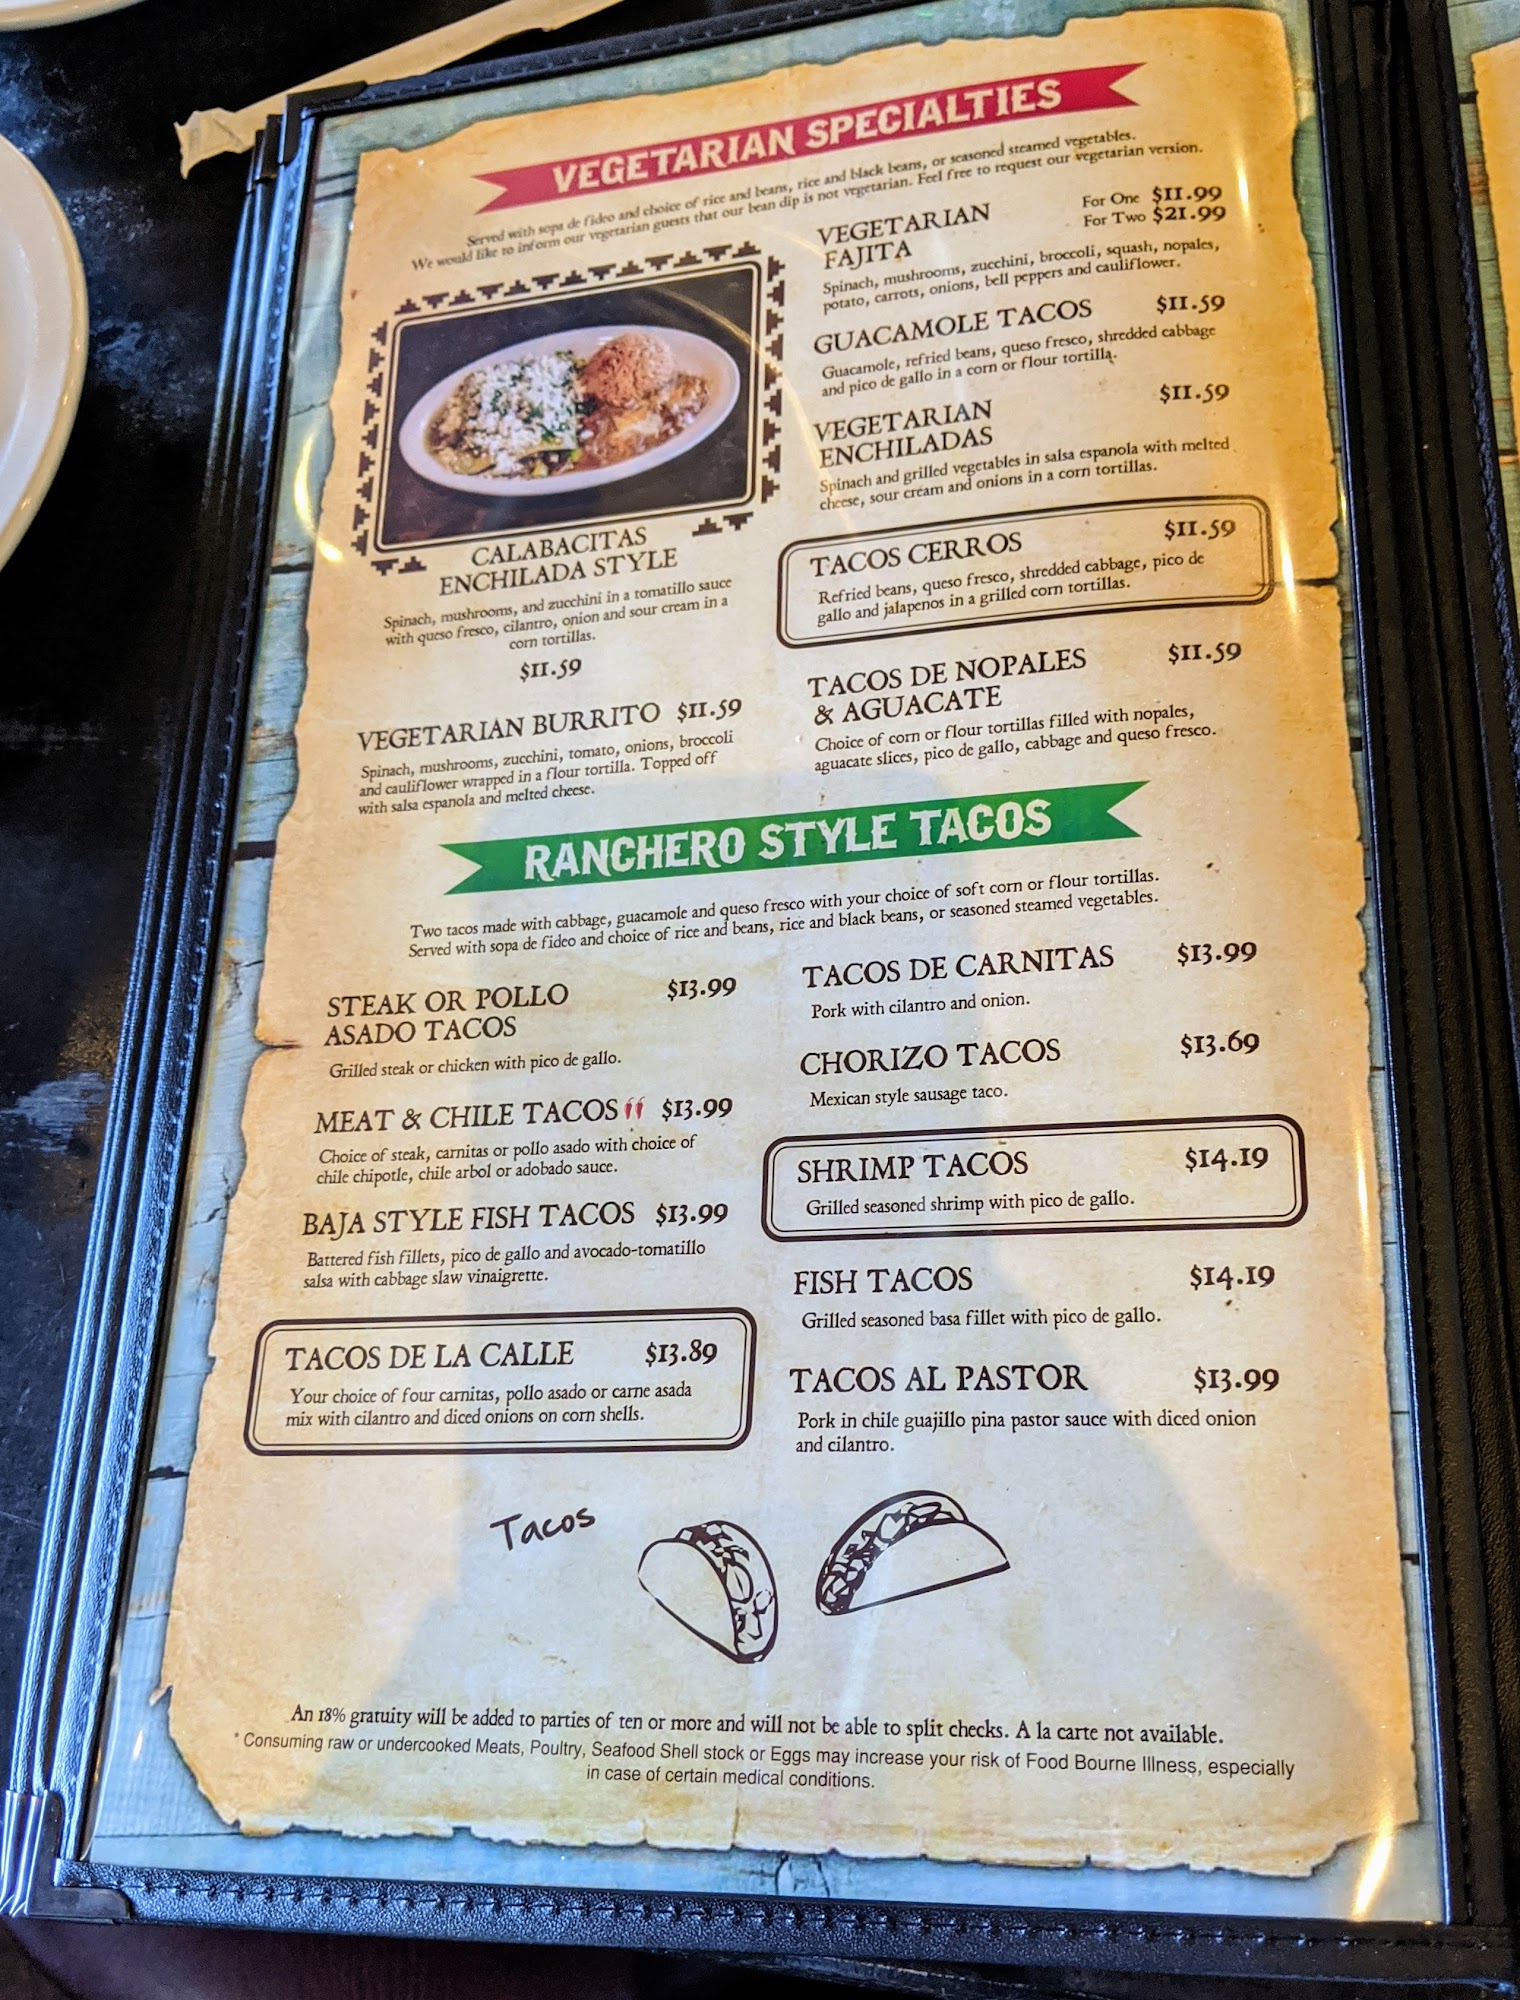 VEGETARIAN SPECIALTIES
Served with sopa de fideo and choice of rice and beans, rice and black beans, or seasoned steamed vegetables.
We would like to inform our vegetarian guests that our bean dip is not vegetarian. Feel free to request our vegetarian version.
CALABACITAS
ENCHILADA STYLE
Spinach, mushrooms, and zucchini in a tomatillo sauce
with queso fresco, cilantro, onion and sour cream in a
corn tortillas.
$11.59
VEGETARIAN BURRITO $11.59
Spinach, mushrooms, zucchini, tomato, onions, broccoli
and cauliflower wrapped in a flour tortilla. Topped off
with salsa espanola and melted cheese.
VEGETARIAN
FAJITA
For One $11.99
For Two $21.99
Spinach, mushrooms, zucchini, broccoli, squash, nopales,
potato, carrots, onions, bell peppers and cauliflower.
GUACAMOLE TACOS $11.59
Guacamole, refried beans, queso fresco, shredded cabbage
and pico de gallo in a corn or flour tortilla.
VEGETARIAN
ENCHILADAS
$11.59
Spinach and grilled vegetables in salsa espanola with melted
cheese, sour cream and onions in a corn tortillas.
TACOS CERROS $11.59
Refried beans, queso fresco, shredded cabbage, pico de
gallo and jalapenos in a grilled corn tortillas.
TACOS DE NOPALES
& AGUACATE
$11.59
Choice of corn or flour tortillas filled with nopales,
aguacate slices, pico de gallo, cabbage and queso fresco.
RANCHERO STYLE TACOS
Two tacos made with cabbage, guacamole and queso fresco with your choice of soft corn or flour tortillas.
Served with sopa de fideo and choice of rice and beans, rice and black beans, or seasoned steamed vegetables.
STEAK OR POLLO
ASADO TACOS
$13.99
Grilled steak or chicken with pico de gallo.
MEAT & CHILE TACOS $13.99
Choice of steak, carnitas or pollo asado with choice of
chile chipotle, chile arbol or adobado sauce.
BAJA STYLE FISH TACOS $13.99
Battered fish fillets, pico de gallo and avocado-tomatillo
salsa with cabbage slaw vinaigrette.
TACOS DE LA CALLE $13.89
Your choice of four carnitas, pollo asado or carne asada
mix with cilantro and diced onions on corn shells.
TACOS DE CARNITAS $13.99
Pork with cilantro and onion.
CHORIZO TACOS $13.69
Mexican style sausage taco.
SHRIMP TACOS $14.19
Grilled seasoned shrimp with pico de gallo.
FISH TACOS $14.19
Grilled seasoned basa fillet with pico de gallo.
TACOS AL PASTOR $13.99
Pork in chile guajillo pina pastor sauce with diced onion
and cilantro.
Tacos
An 18% gratuity will be added to parties of ten or more and will not be able to split checks. A la carte not available.
* Consuming raw or undercooked Meats, Poultry, Seafood Shell stock or Eggs may increase your risk of Food Bourne Illness, especially
in case of certain medical conditions.